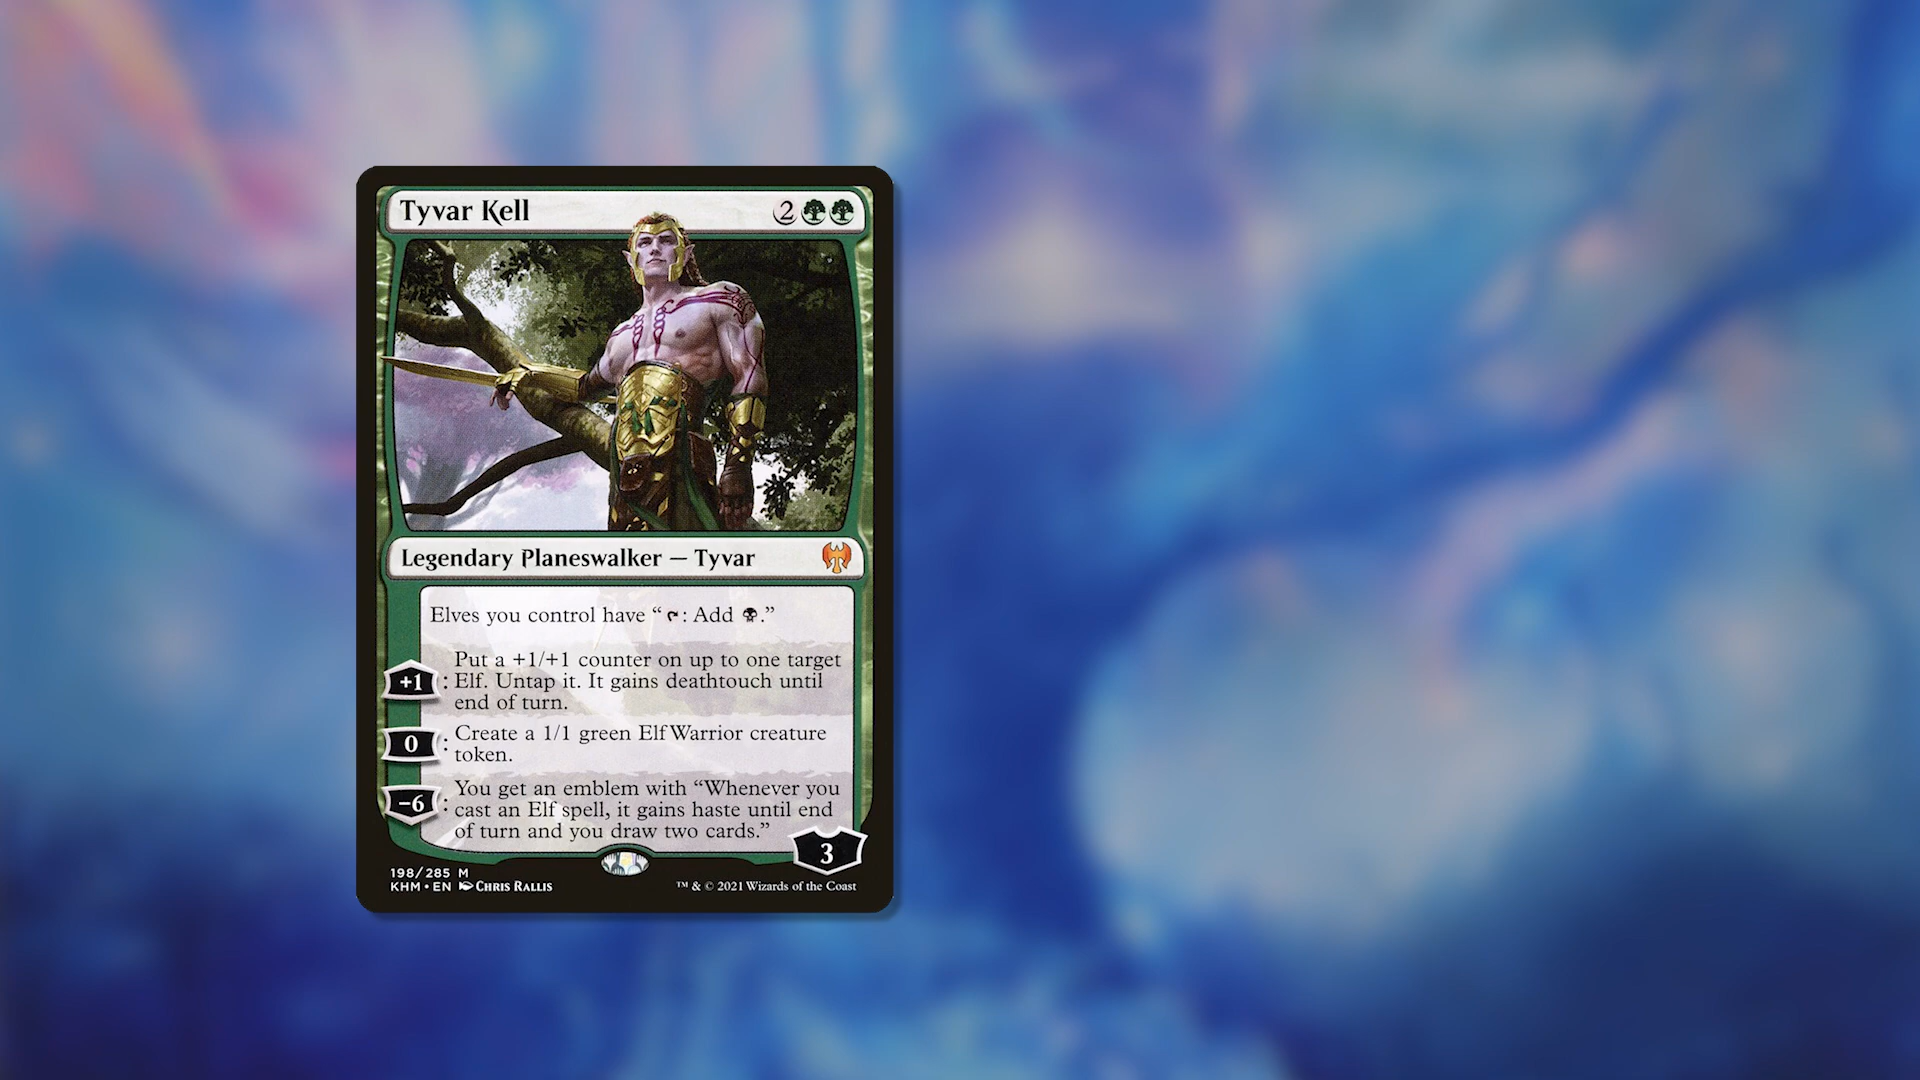 Tyvar Kell 2
Legendary Planeswalker — Tyvar
Elves you control have “ : Add .”
Put a +1/+1 counter on up to one target
+1 : Elf. Untap it. It gains deathtouch until
end of turn.
Create a 1/1 green Elf Warrior creature
0 : token.
You get an emblem with “Whenever you
−6 : cast an Elf spell, it gains haste until end
of turn and you draw two cards.”
3
198/285 M
KHM • EN Chris Rallis
™ & © 2021 Wizards of the Coast